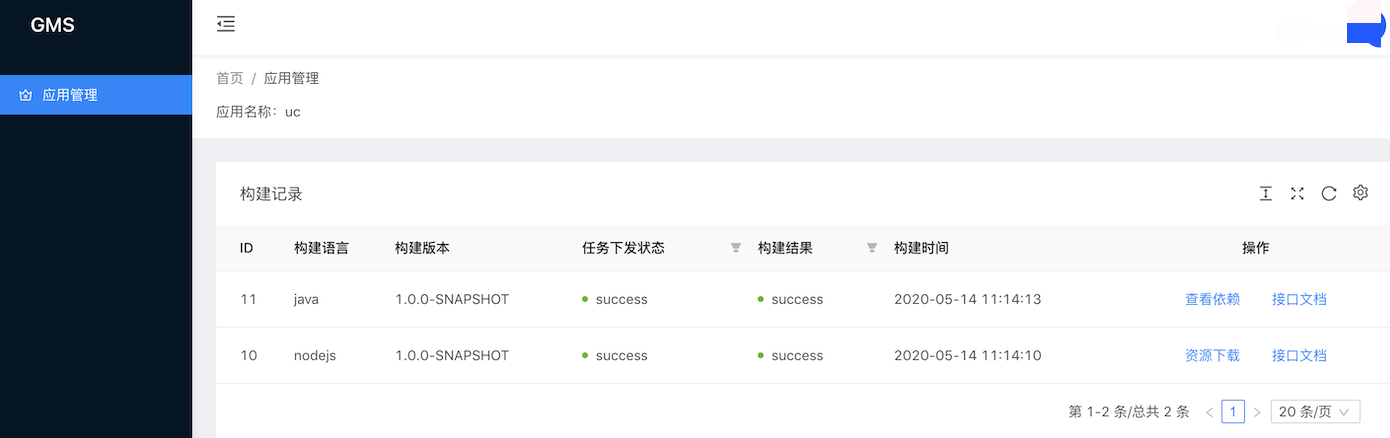 GMS
应用管理
首页 / 应用管理
应用名称: uc
构建记录
ID 构建语言 构建版本 任务下发状态 构建结果 构建时间 操作
11 java 1.0.0-SNAPSHOT success success 2020-05-14 11:14:13 查看依赖 接口文档
10 nodejs 1.0.0-SNAPSHOT success success 2020-05-14 11:14:10 资源下载 接口文档
第 1-2 条/总共 2 条 < 1 > 20 条/页